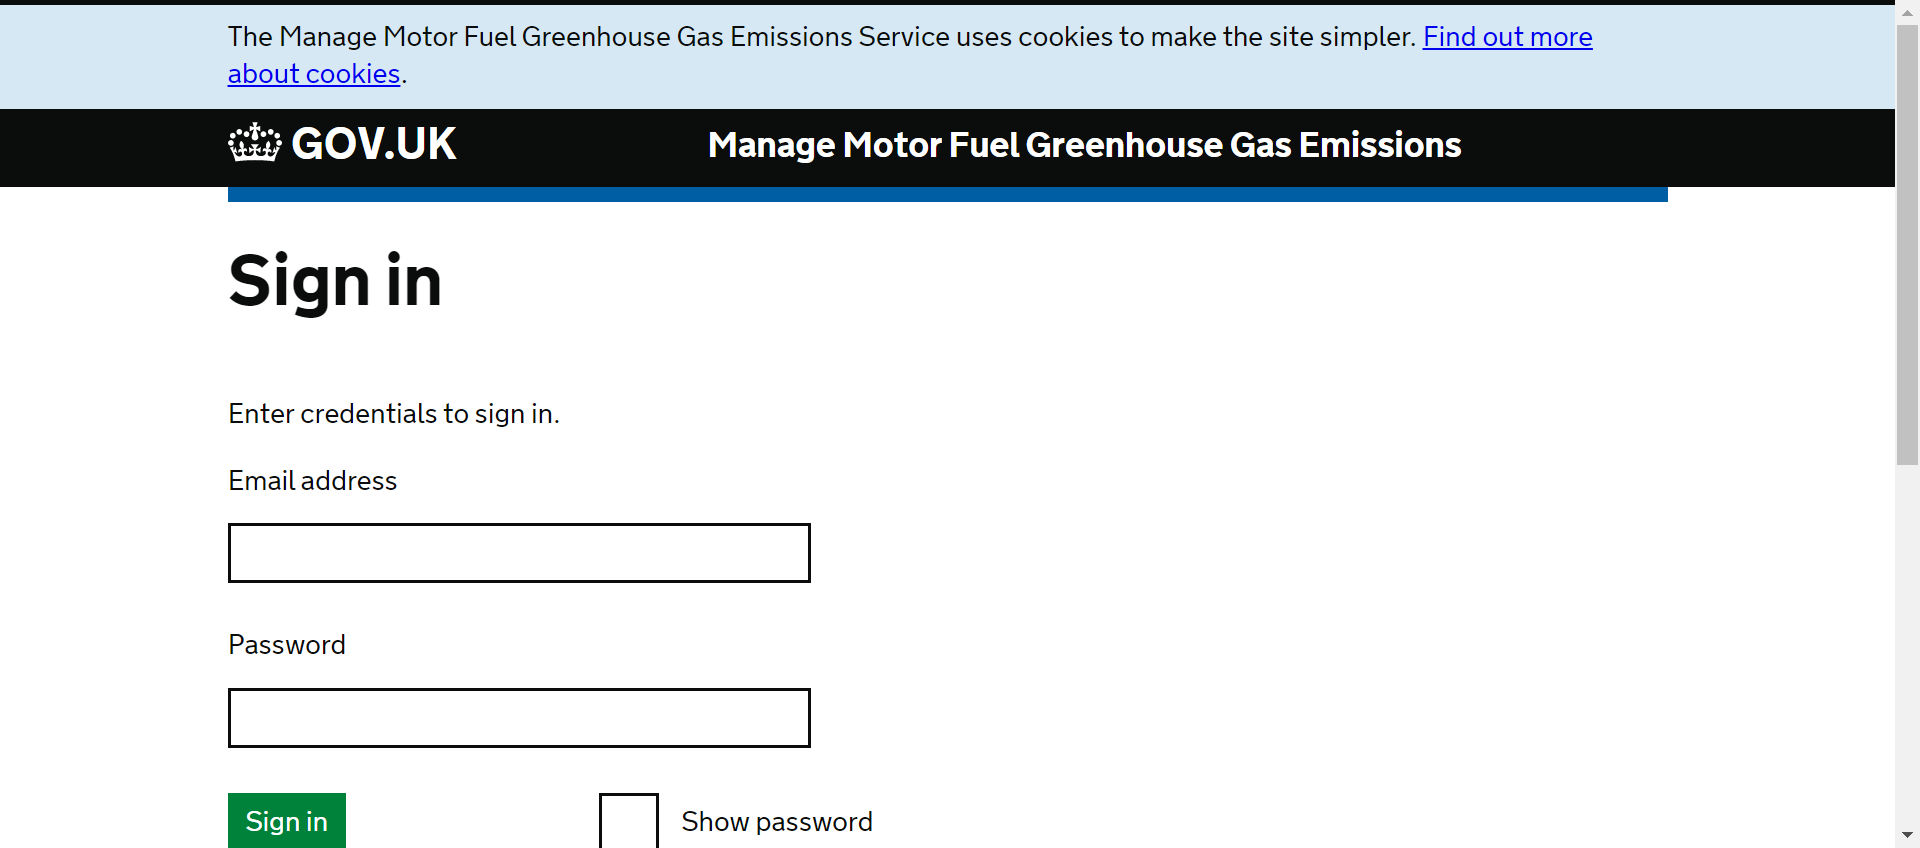 The Manage Motor Fuel Greenhouse Gas Emissions Service uses cookies to make the site simpler. Find out more
about cookies.
GOV.UK
Manage Motor Fuel Greenhouse Gas Emissions
Sign in
Enter credentials to sign in.
Email address
Password
Sign in
Show password